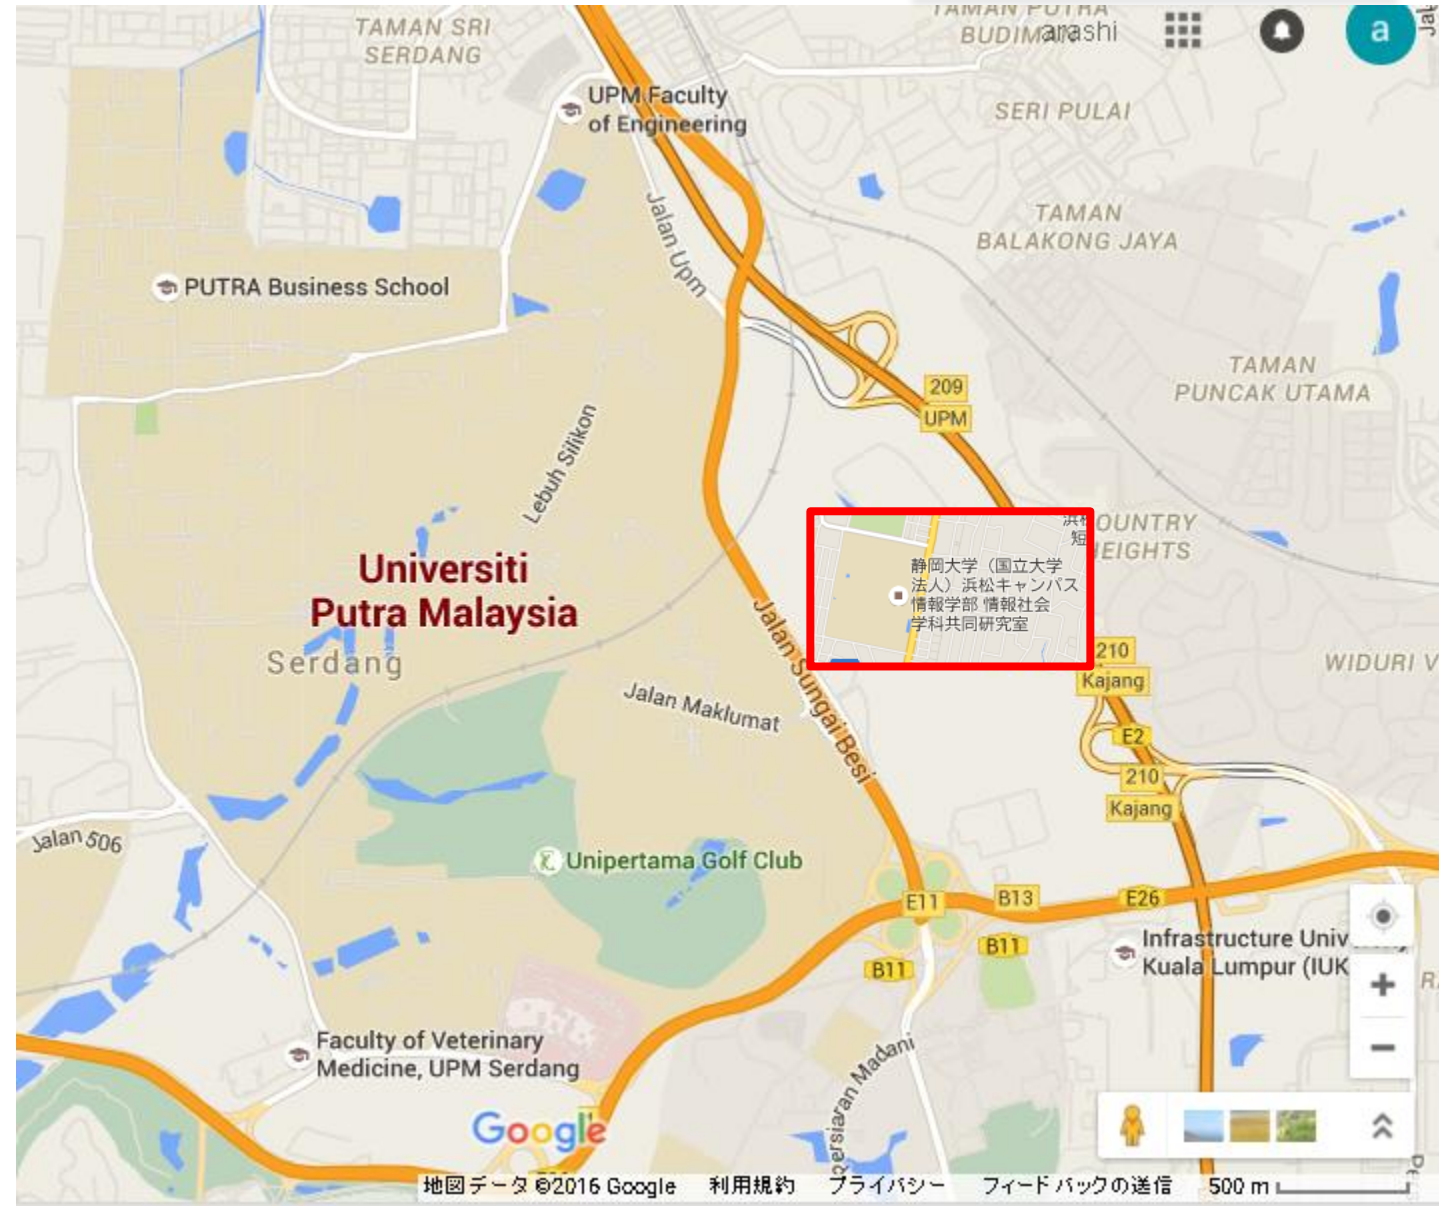 TAMAN SRI
SERDANG
TAMAN PUTRA
BUDIMAN
arashi
a
UPM Faculty
of Engineering
SERI PULAI
Jalan Upm
TAMAN
BALAKONG JAYA
PUTRA Business School
TAMAN
PUNCAK UTAMA
209
UPM
Lebuh Silikon
COUNTRY
HEIGHTS
静岡大学（国立大学
法人）浜松キャンパス
情報学部 情報社会
学科共同研究室
Universiti
Putra Malaysia
Serdang
Jalan Sungai Besi
210
Kajang
WIDURI V
Jalan Maklumat
E2
210
Kajang
Jalan 506
Unipertama Golf Club
E11
B13
E26
B11
B11
Infrastructure Univ
Kuala Lumpur (IUK
Faculty of Veterinary
Medicine, UPM Serdang
Persiaran Madani
Google
地図データ ©2016 Google 利用規約 プライバシー フィードバックの送信 500 m